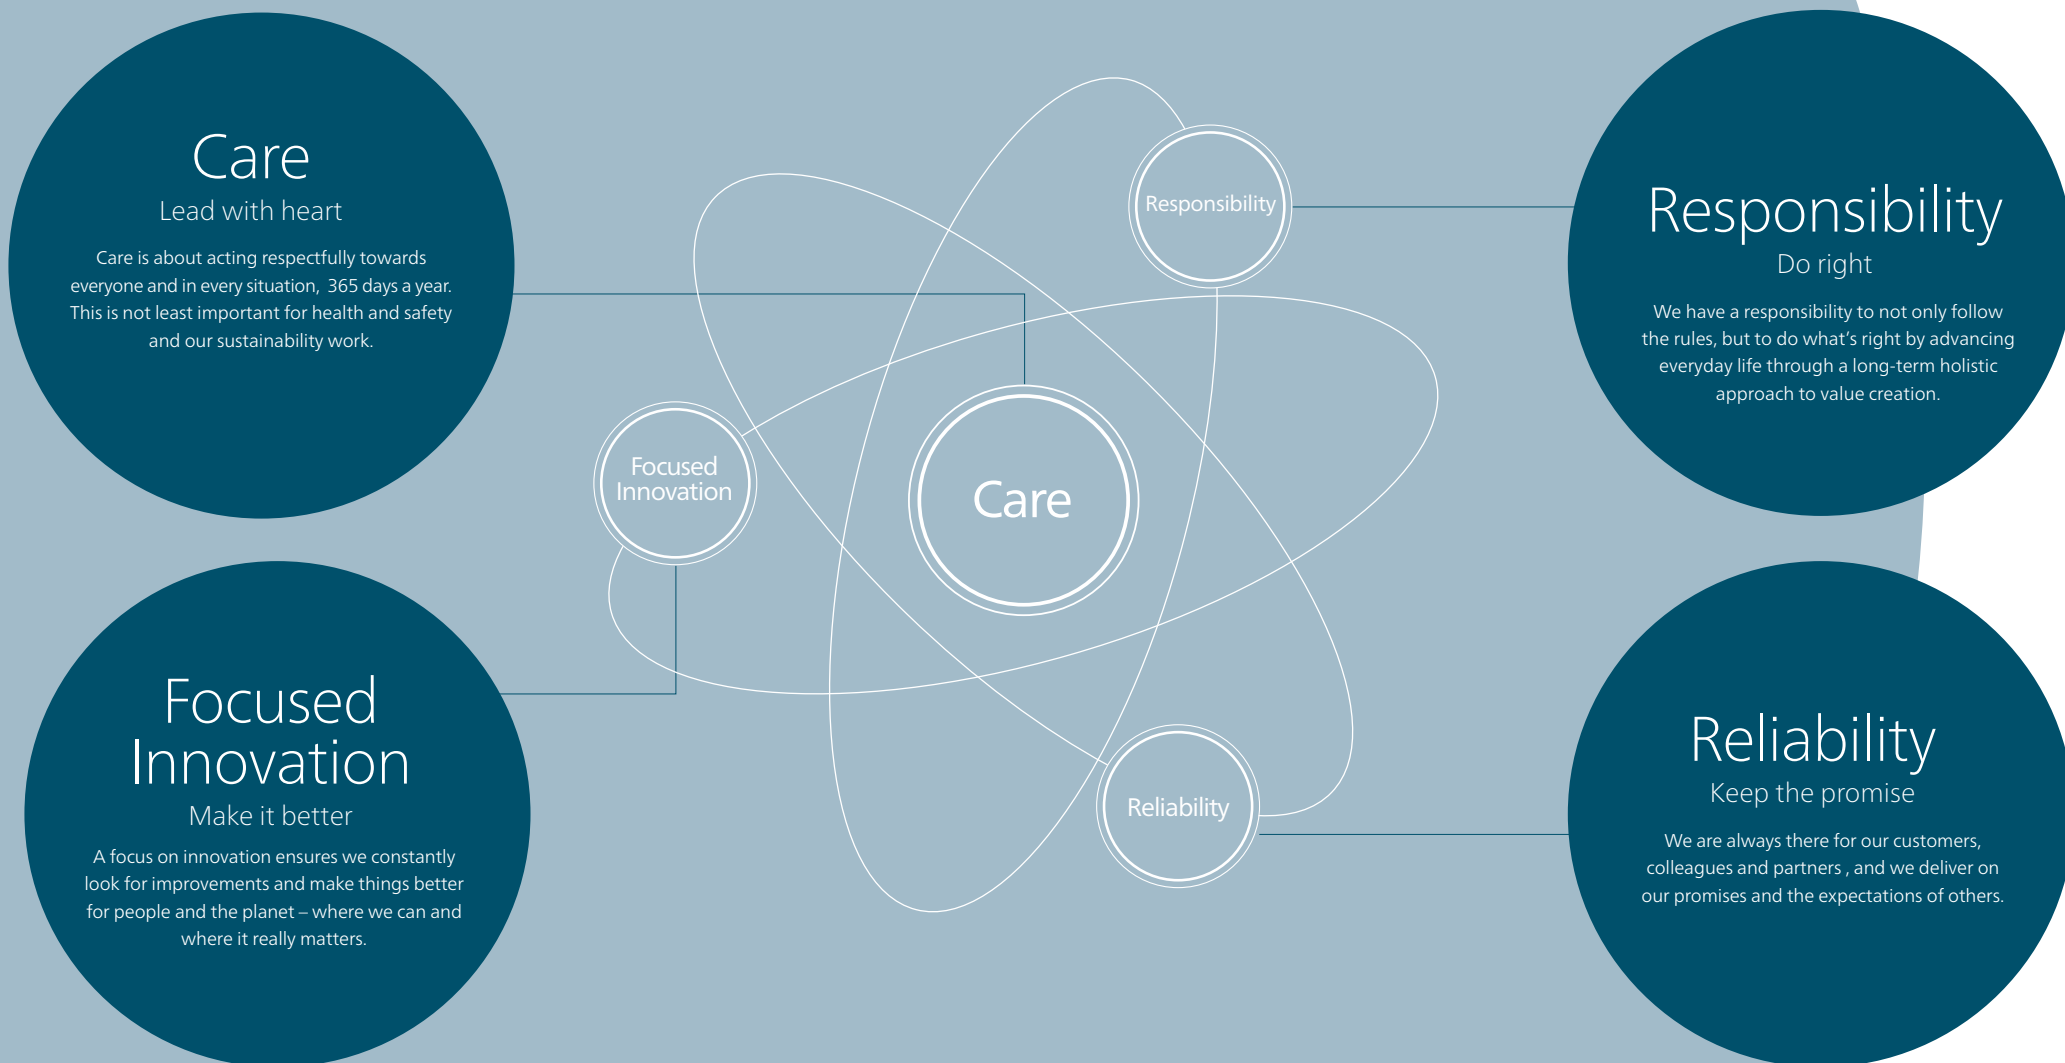 Care
Lead with heart
Care is about acting respectfully towards
everyone and in every situation, 365 days a year.
This is not least important for health and safety
and our sustainability work.
Focused
Innovation
Make it better
A focus on innovation ensures we constantly
look for improvements and make things better
for people and the planet – where we can and
where it really matters.
Responsibility
Focused
Innovation
Care
Reliability
Responsibility
Do right
We have a responsibility to not only follow
the rules, but to do what’s right by advancing
everyday life through a long-term holistic
approach to value creation.
Reliability
Keep the promise
We are always there for our customers,
colleagues and partners , and we deliver on
our promises and the expectations of others.